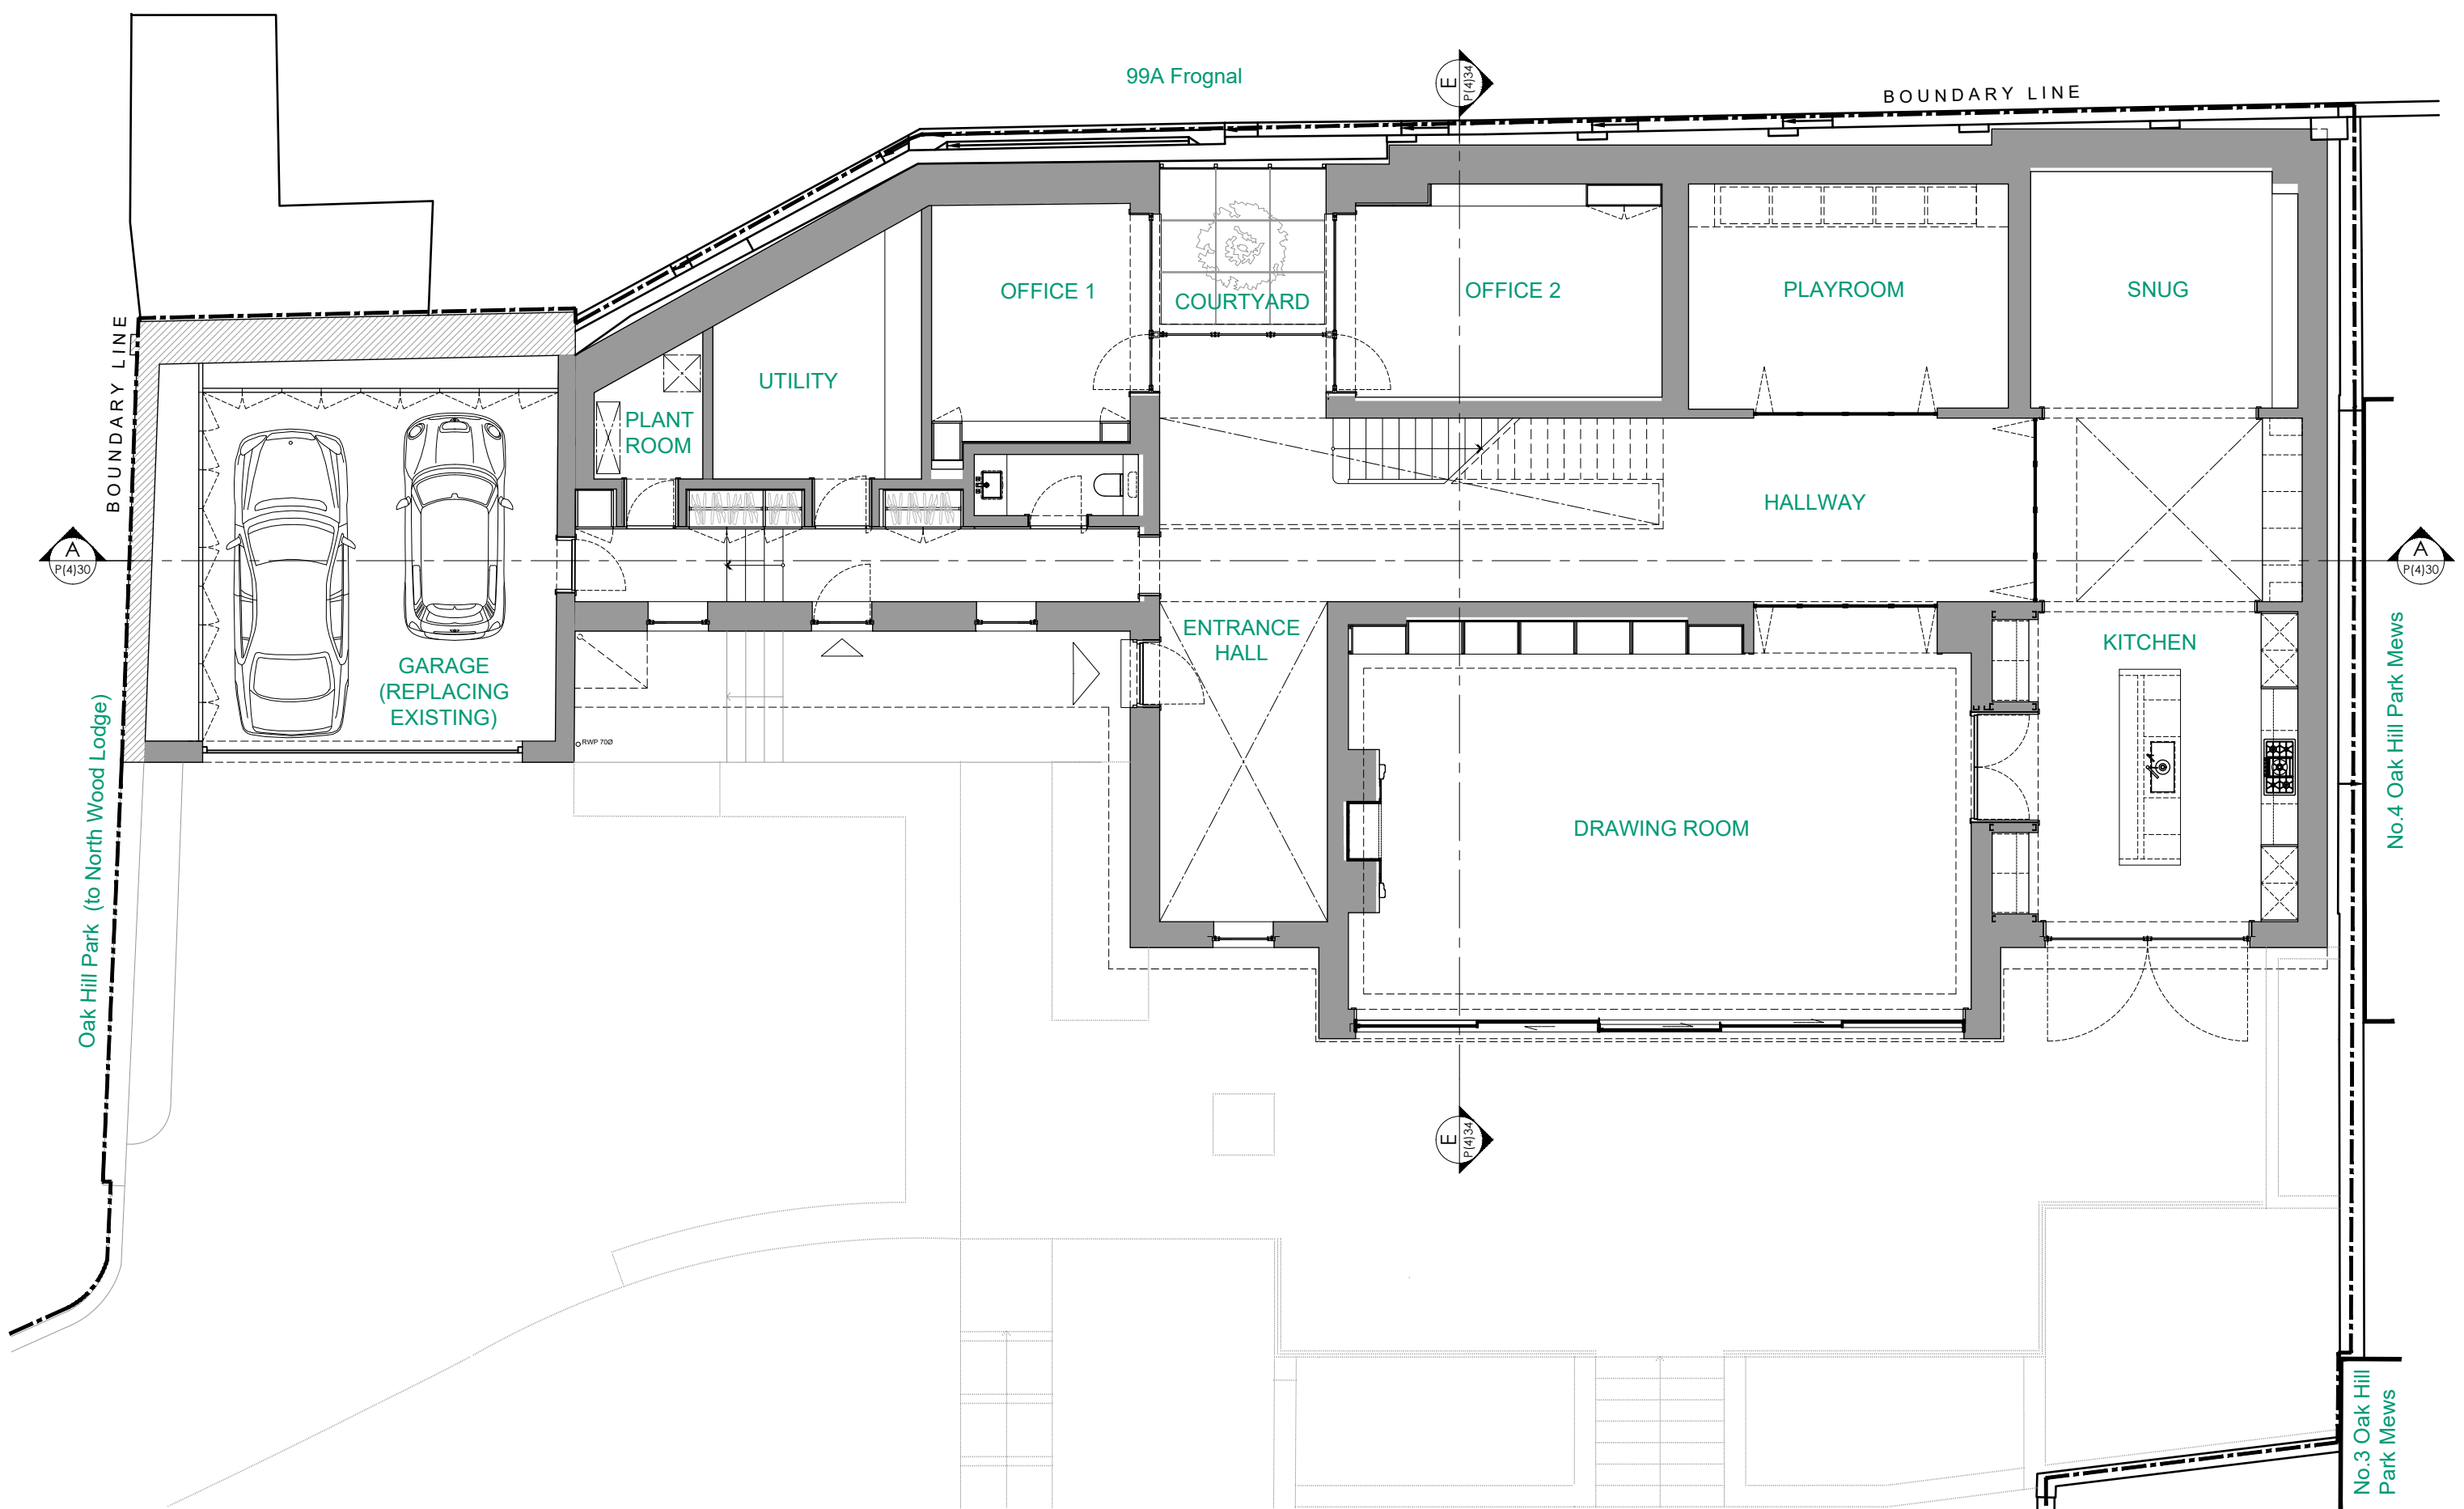 99A Frognal
E
P(4)34
BOUNDARY LINE
BOUNDARY LINE
OFFICE 1
COURTYARD
OFFICE 2
PLAYROOM
SNUG
UTILITY
PLANT
ROOM
HALLWAY
A
P(4)30
A
P(4)30
ENTRANCE
HALL
KITCHEN
GARAGE
(REPLACING
EXISTING)
RWP 70Ø
DRAWING ROOM
Oak Hill Park (to North Wood Lodge)
No.4 Oak Hill Park Mews
E
P(4)34
No.3 Oak Hill
Park Mews